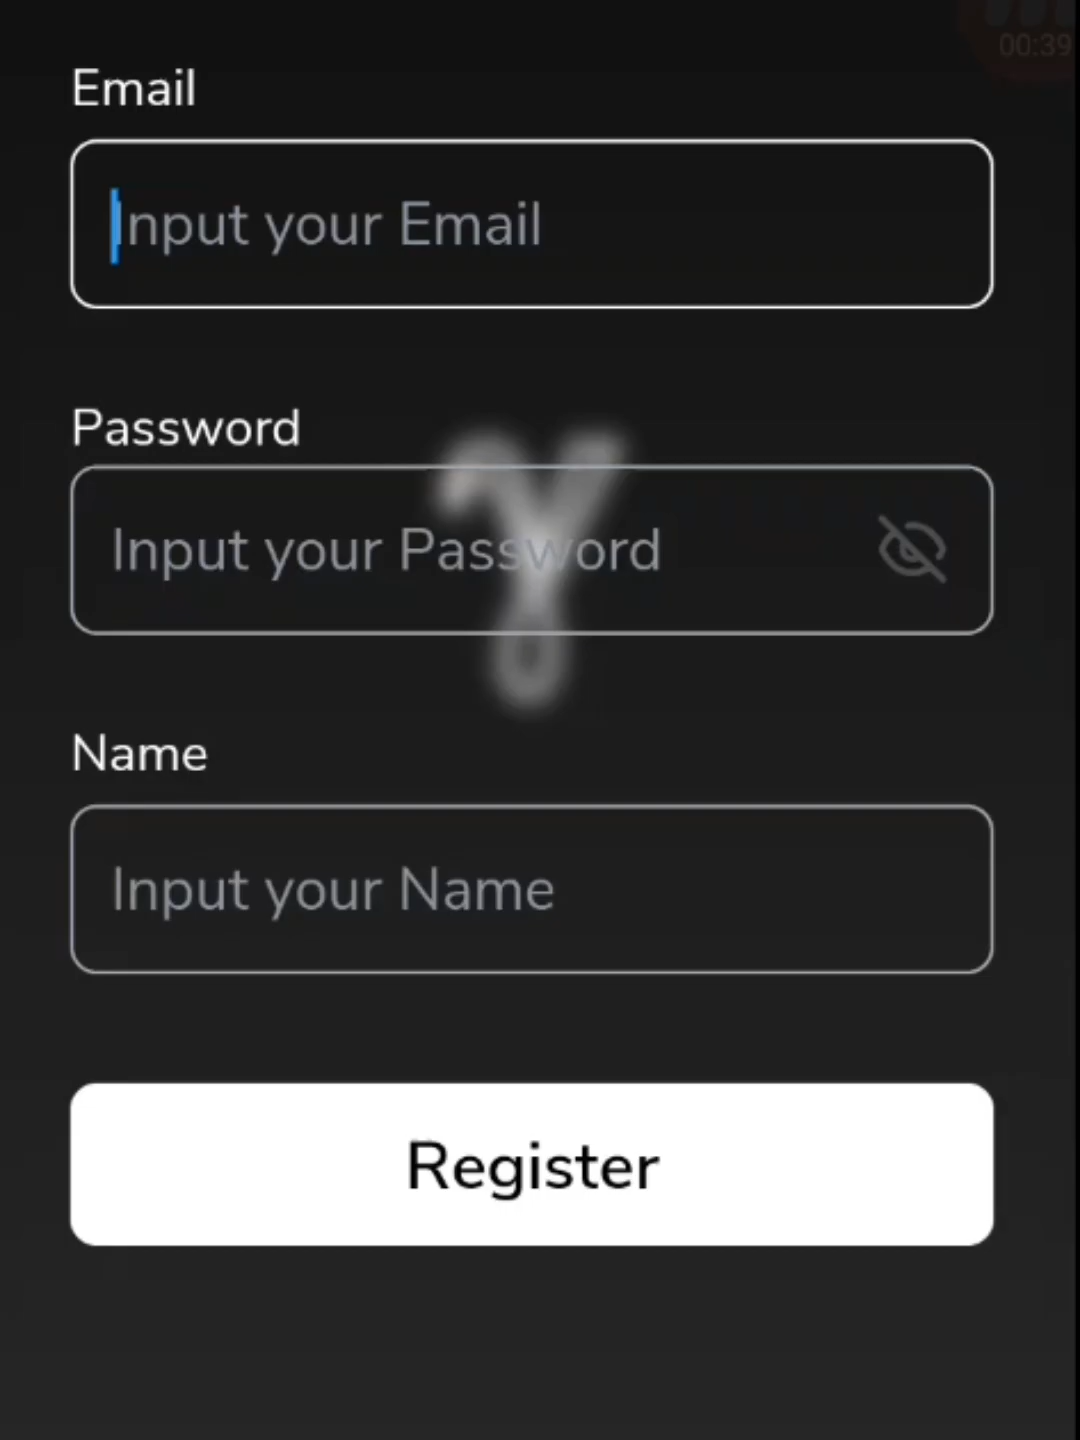 00:39
Email
Input your Email
Password
Input your Password
γ
Name
Input your Name
Register